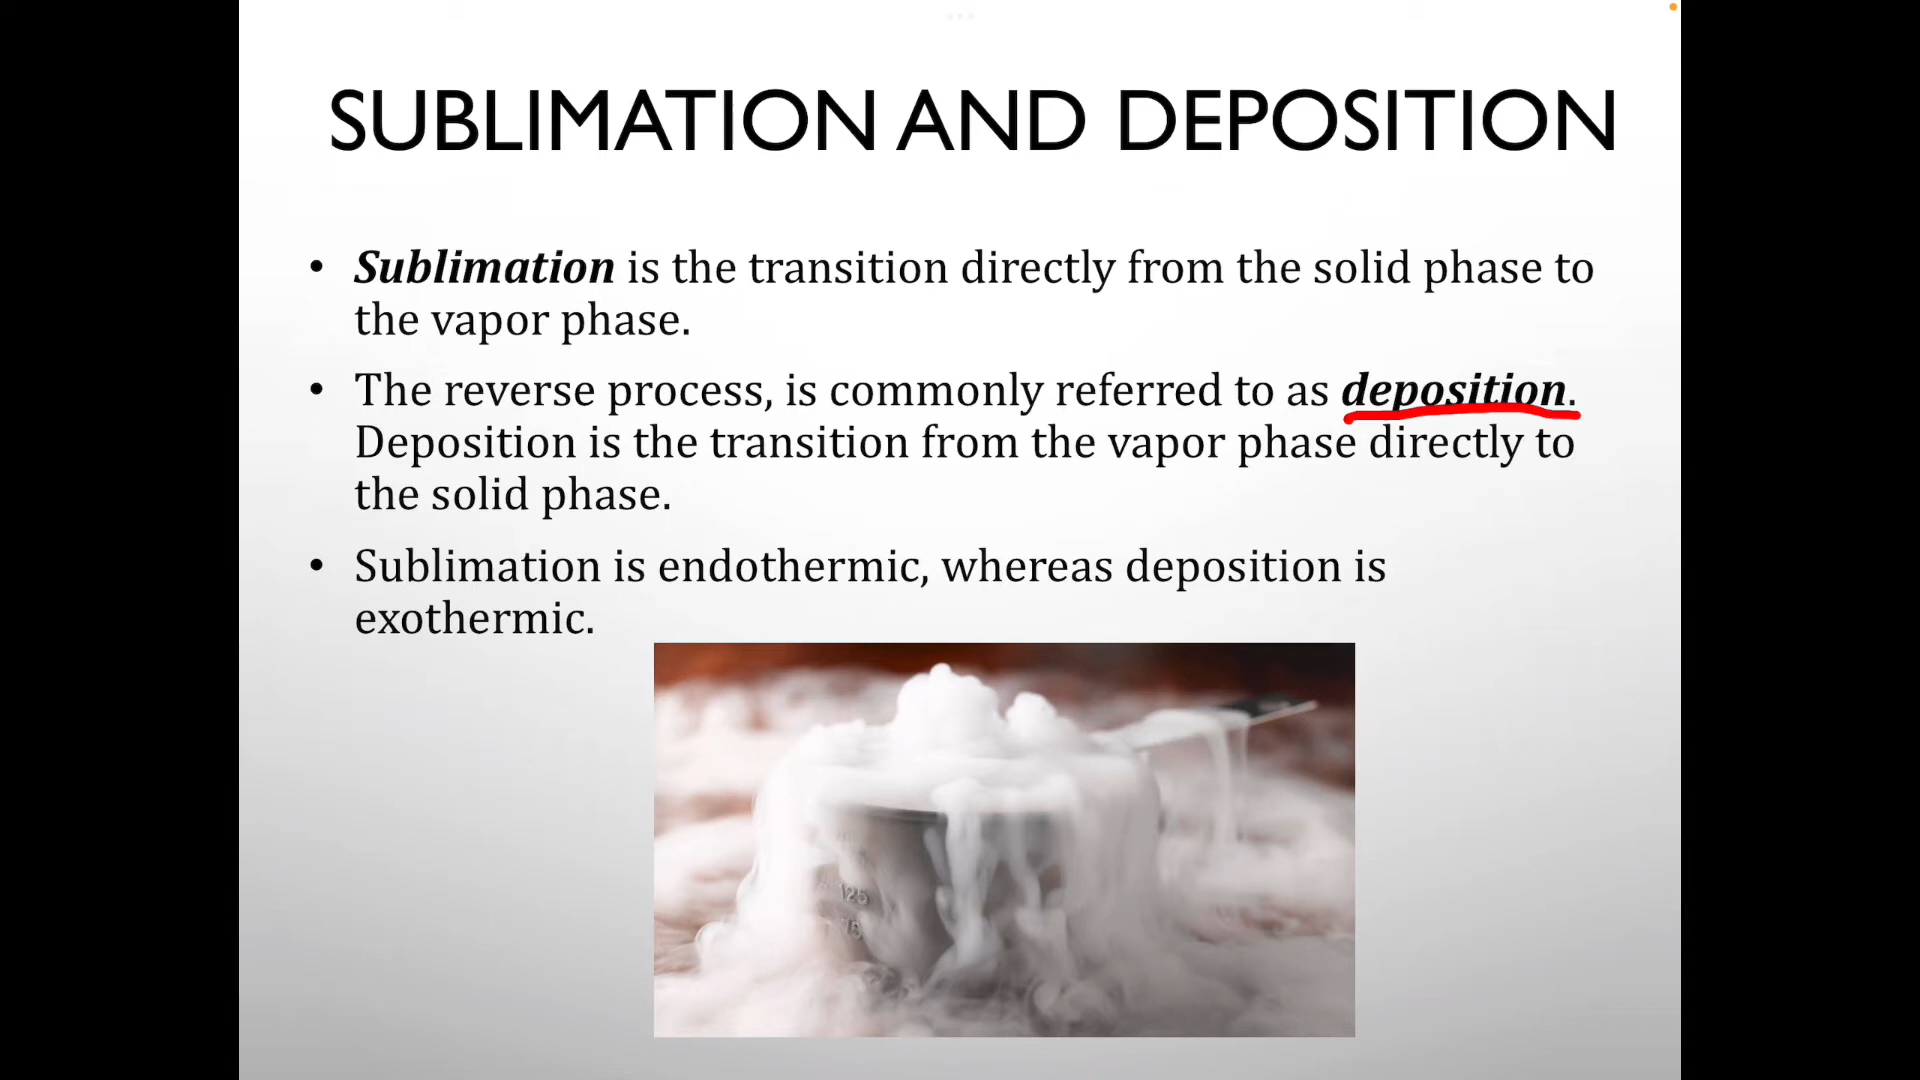 SUBLIMATION AND DEPOSITION
• Sublimation is the transition directly from the solid phase to
the vapor phase.
• The reverse process, is commonly referred to as deposition.
Deposition is the transition from the vapor phase directly to
the solid phase.
• Sublimation is endothermic, whereas deposition is
exothermic.
125
75